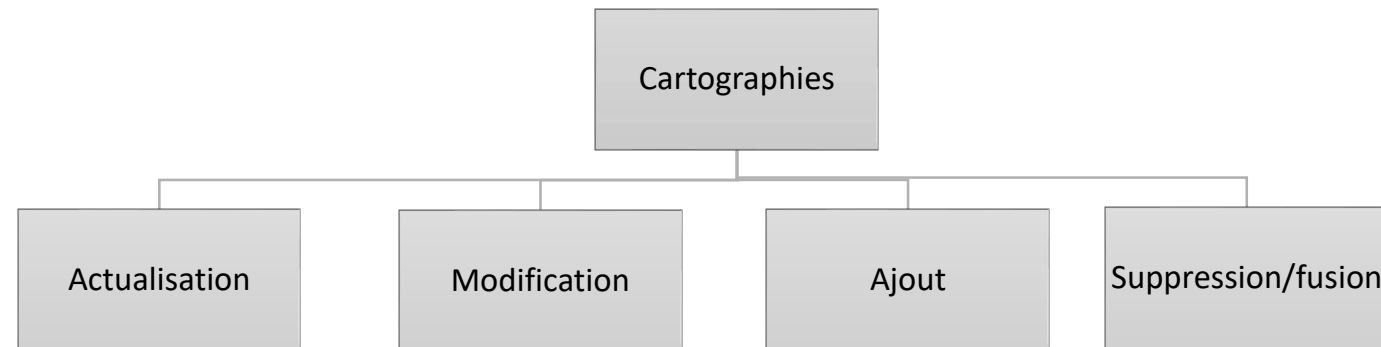 Cartographies
Actualisation
Modification
Ajout
Suppression/fusion